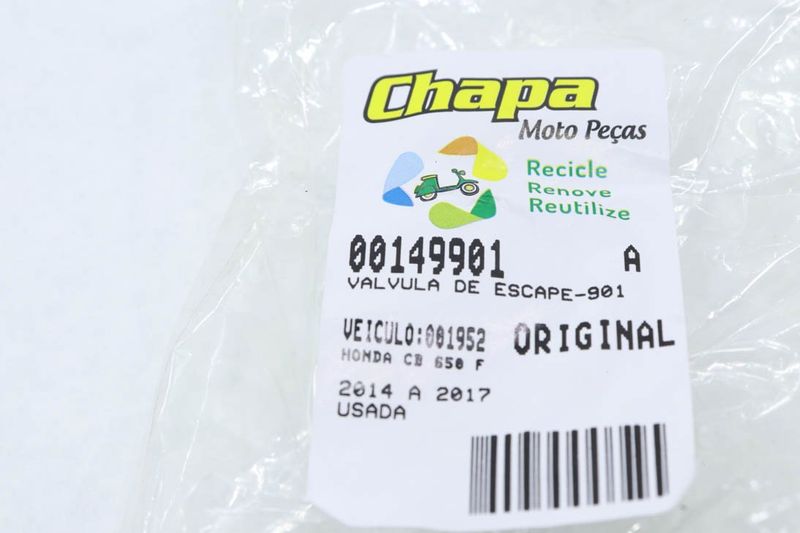 Chapa
Moto Peças
Recicle
Renove
Reutilize
00149901 A
VALVULA DE ESCAPE-901
VEICULO:001952 ORIGINAL
HONDA CB 650 F
2014 A 2017
USADA